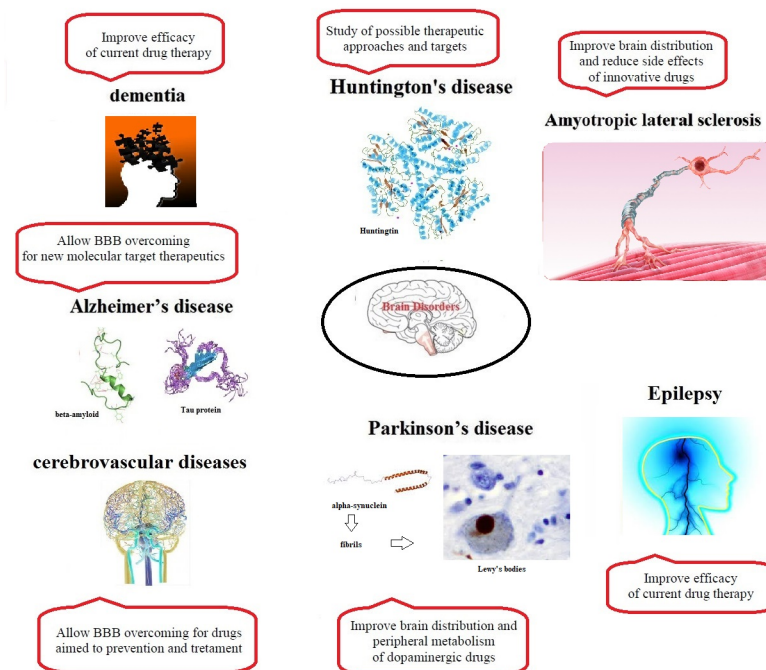 Improve efficacy
of current drug therapy
dementia
Study of possible therapeutic
approaches and targets
Huntington's disease
Huntingtin
Improve brain distribution
and reduce side effects
of innovative drugs
Amyotropic lateral sclerosis
Allow BBB overcoming
for new molecular target therapeutics
Alzheimer's disease
beta-amyloid
Tau protein
Brain Disorders
Epilepsy
Improve efficacy
of current drug therapy
cerebrovascular diseases
Allow BBB overcoming for drugs
aimed to prevention and tretament
Parkinson's disease
alpha-synuclein
fibrils
Lewy's bodies
Improve brain distribution and
peripheral metabolism
of dopaminergic drugs